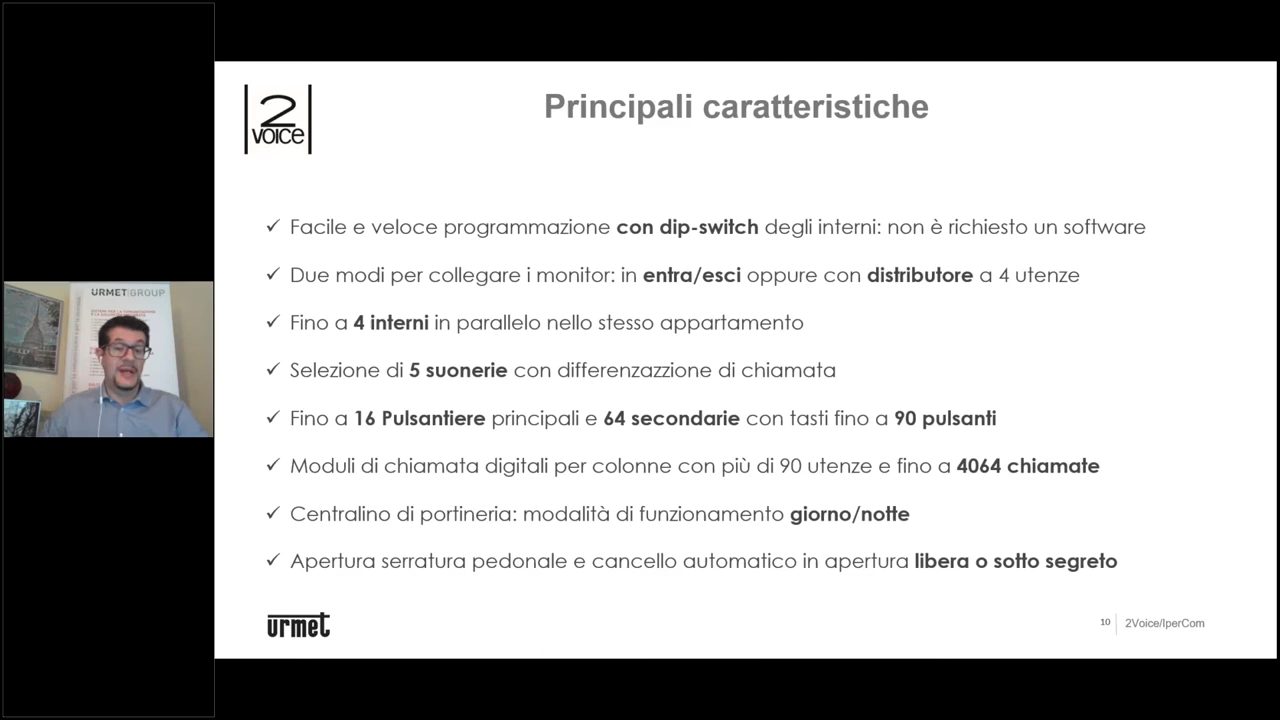 2
VOICE
Principali caratteristiche
✓ Facile e veloce programmazione con dip-switch degli interni: non è richiesto un software
✓ Due modi per collegare i monitor: in entra/esci oppure con distributore a 4 utenze
✓ Fino a 4 interni in parallelo nello stesso appartamento
✓ Selezione di 5 suonerie con differenzazzione di chiamata
✓ Fino a 16 Pulsantiere principali e 64 secondarie con tasti fino a 90 pulsanti
✓ Moduli di chiamata digitali per colonne con più di 90 utenze e fino a 4064 chiamate
✓ Centralino di portineria: modalità di funzionamento giorno/notte
✓ Apertura serratura pedonale e cancello automatico in apertura libera o sotto segreto
urmet
10
2Voice/IperCom
URMET GROUP